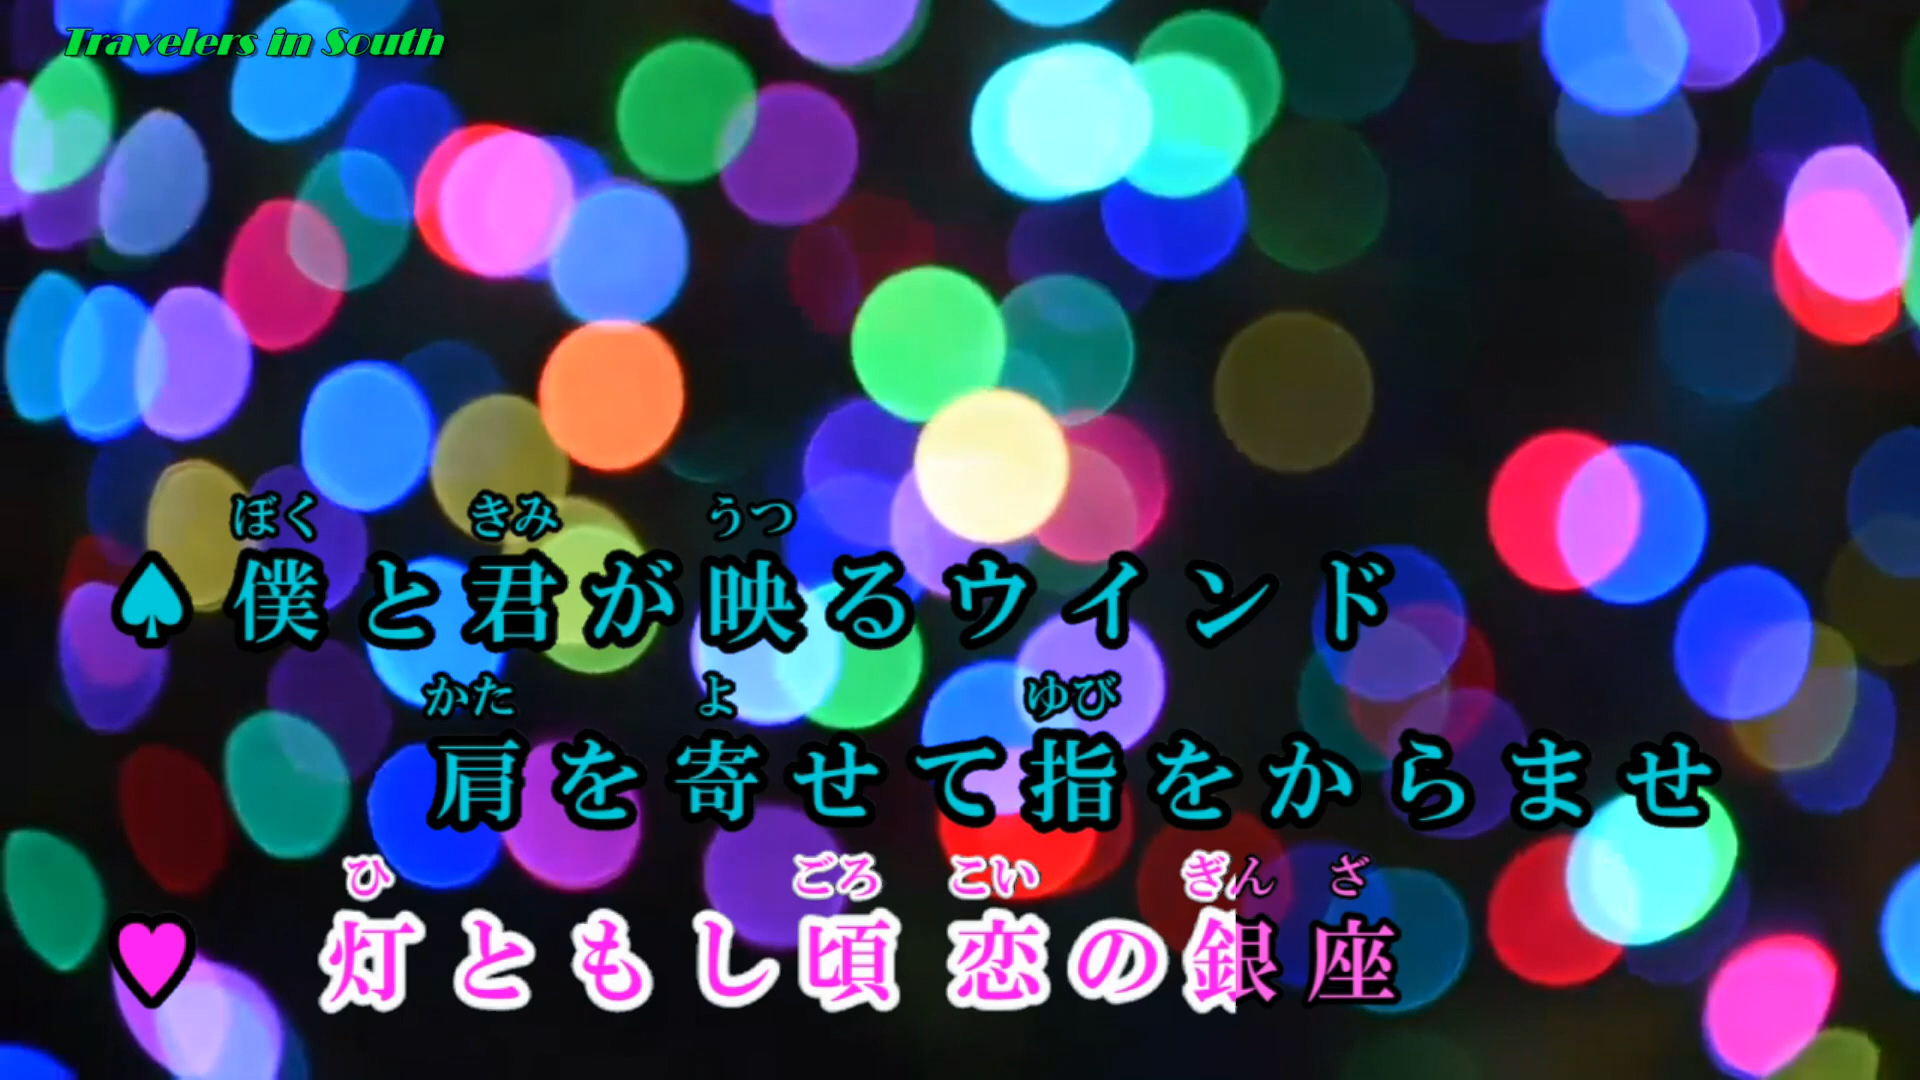 Travelers in South
ぼく きみ うつ
♠僕と君が映るウインド
かた よ ゆび
肩を寄せて指をからませ
ひ ごろ こい ぎん ざ
♥灯ともし頃 恋の銀座